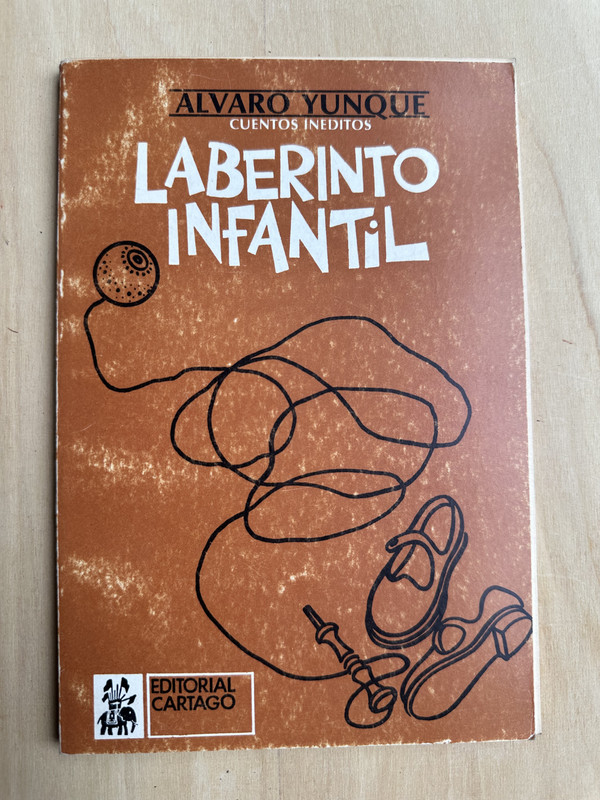 ALVARO YUNQUE
CUENTOS INEDITOS
LABERINTO
INFANTiL
EDITORIAL
CARTAGO